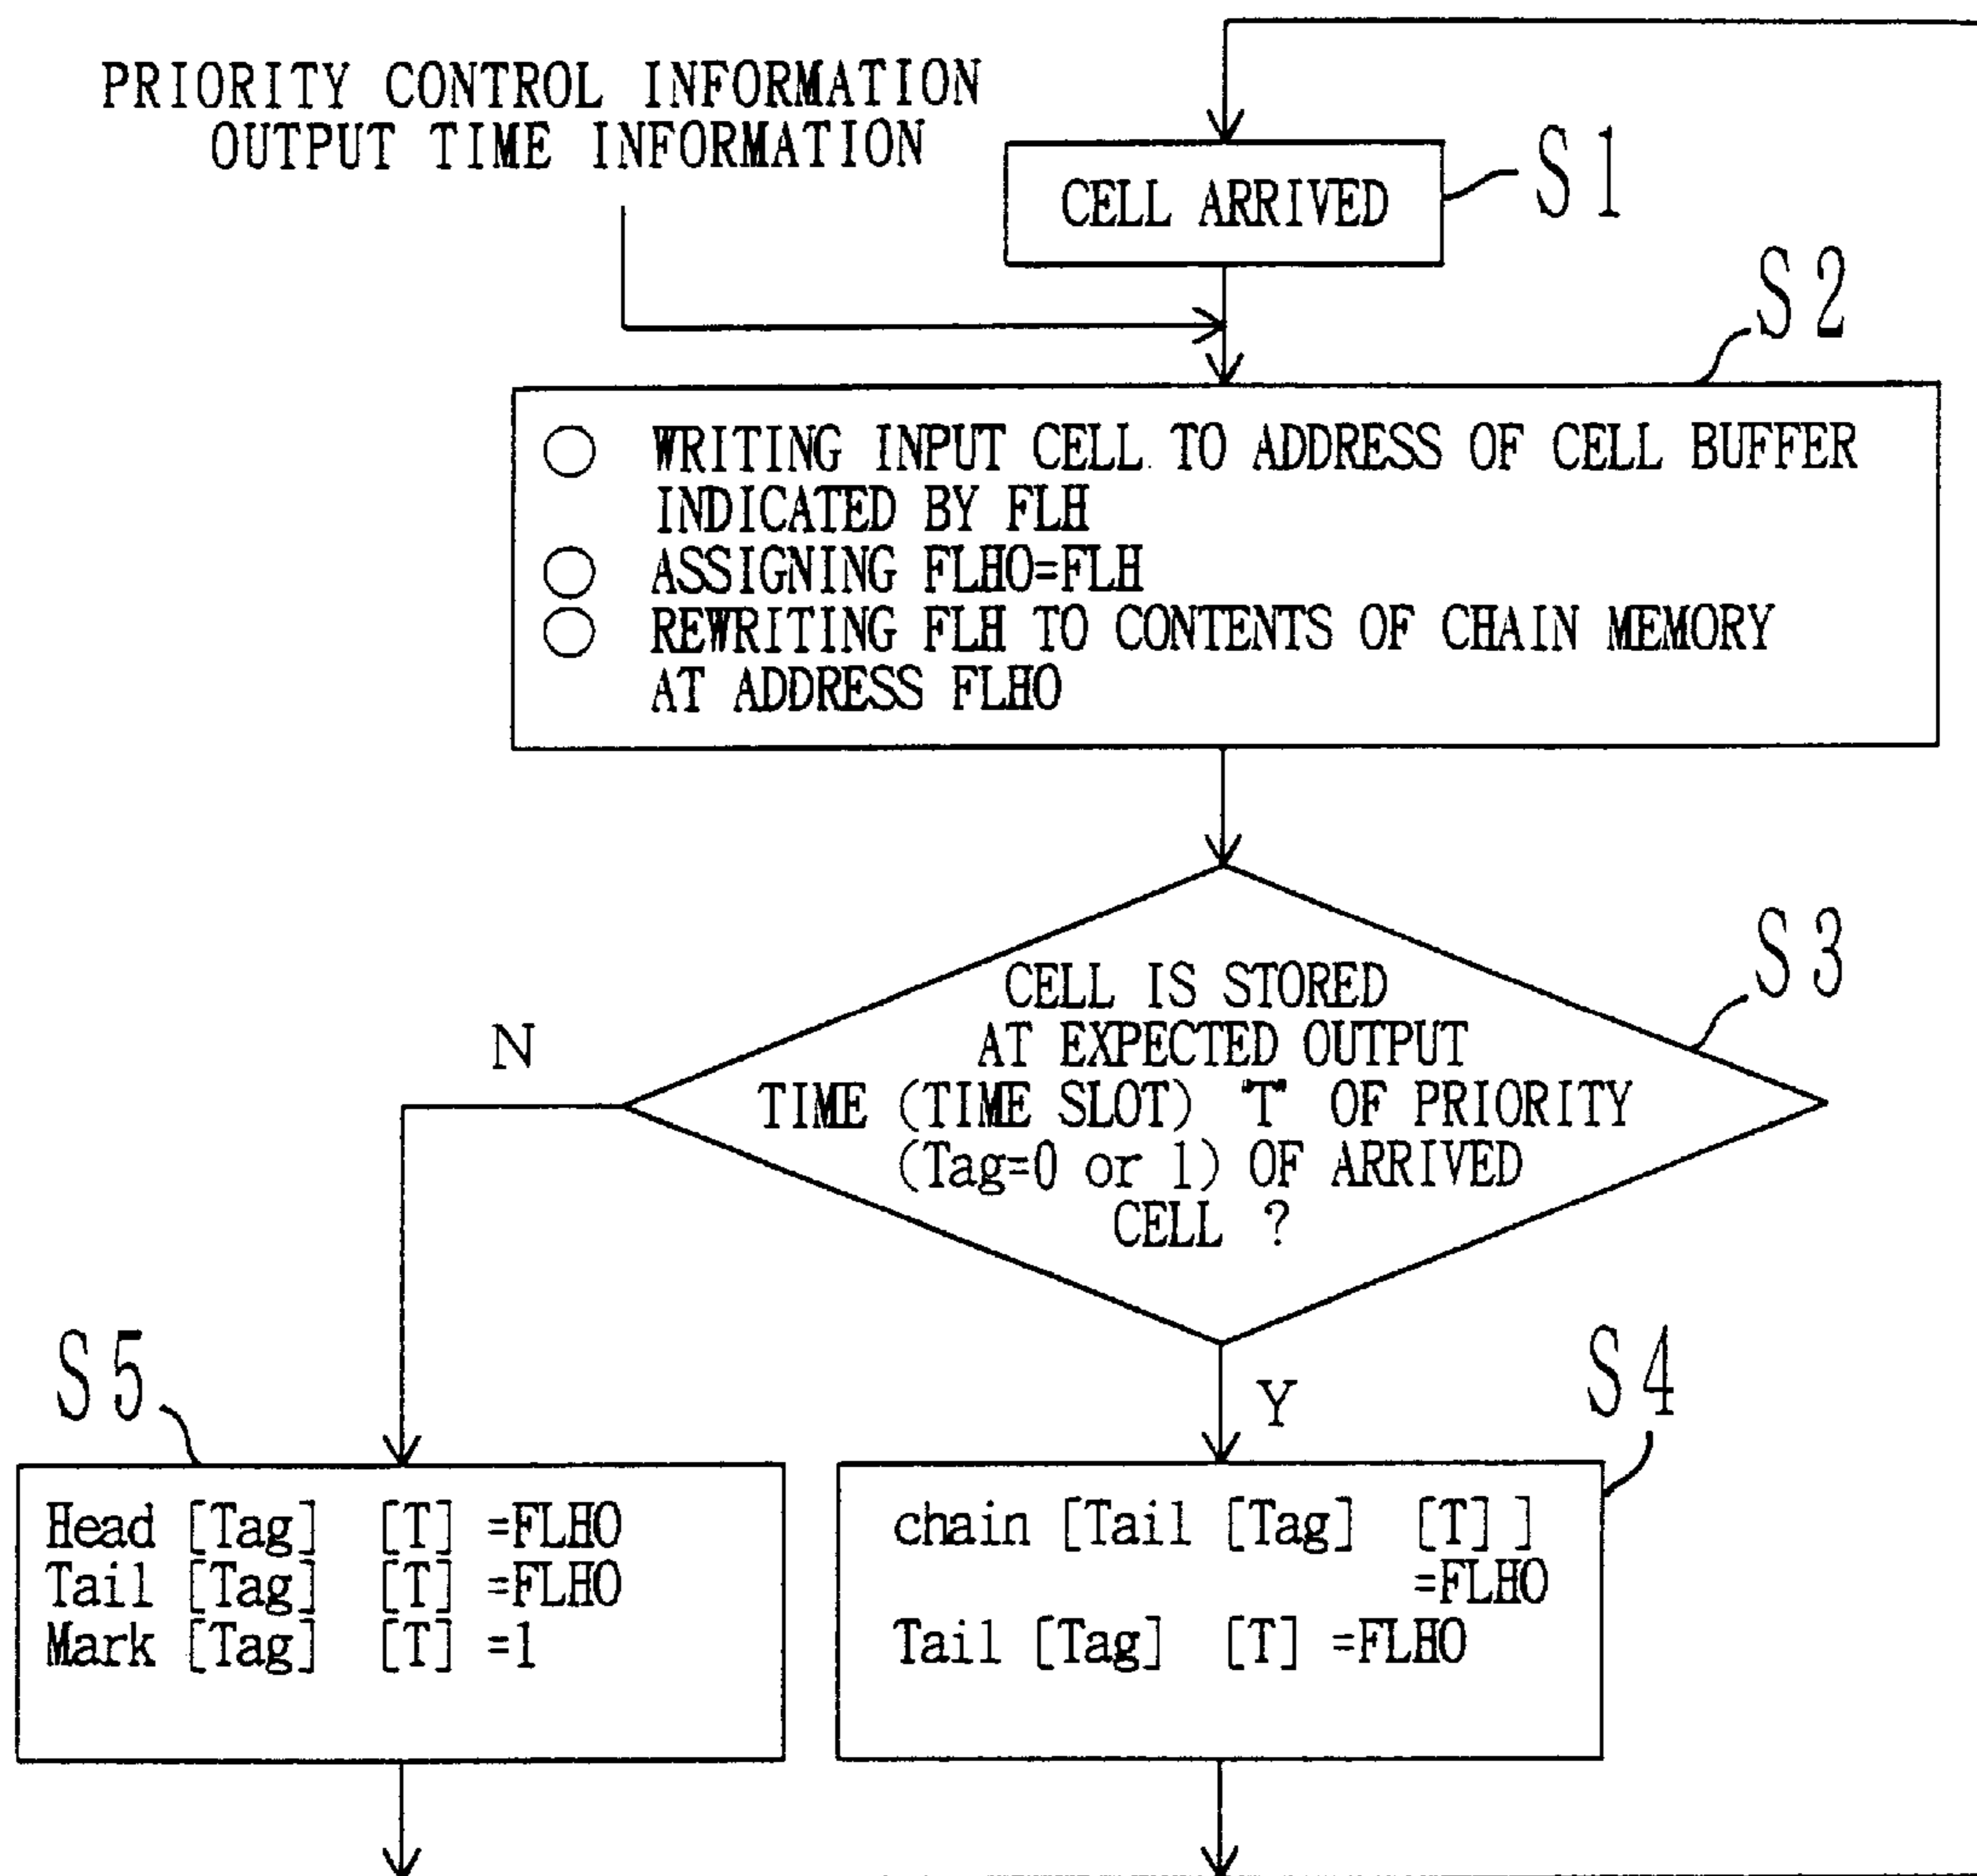 PRIORITY CONTROL INFORMATION
OUTPUT TIME INFORMATION
CELL ARRIVED
S1
S2
○ WRITING INPUT CELL TO ADDRESS OF CELL BUFFER
INDICATED BY FLH
○ ASSIGNING FLHO=FLH
○ REWRITING FLH TO CONTENTS OF CHAIN MEMORY
AT ADDRESS FLHO
S3
CELL IS STORED
AT EXPECTED OUTPUT
TIME (TIME SLOT) T OF PRIORITY
(Tag=0 or 1) OF ARRIVED
CELL ?
N
Y
S5
Head [Tag] [T] =FLHO
Tail [Tag] [T] =FLHO
Mark [Tag] [T] =1
S4
chain [Tail [Tag] [T] ]
=FLHO
Tail [Tag] [T] =FLHO